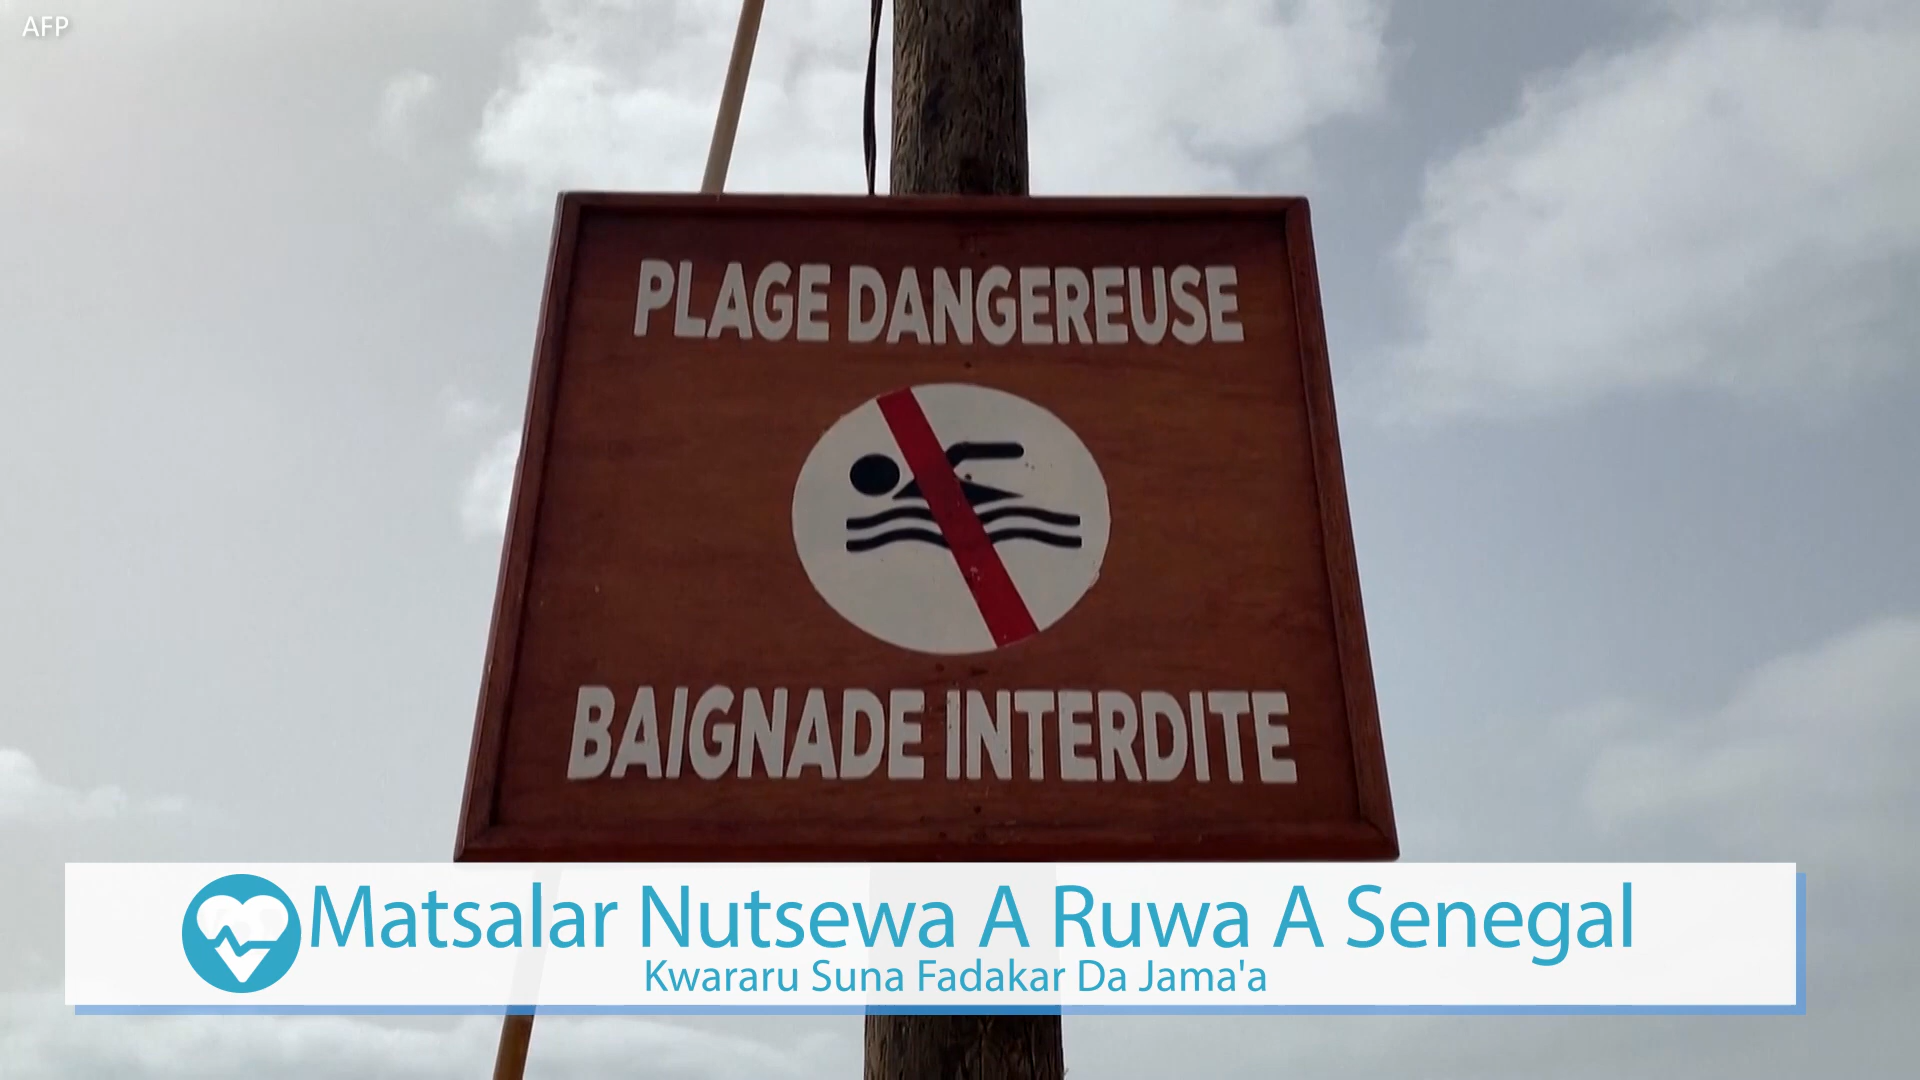 AFP
PLAGE DANGEREUSE
BAIGNADE INTERDITE
Matsalar Nutsewa A Ruwa A Senegal
Kwararu Suna Fadakar Da Jama'a